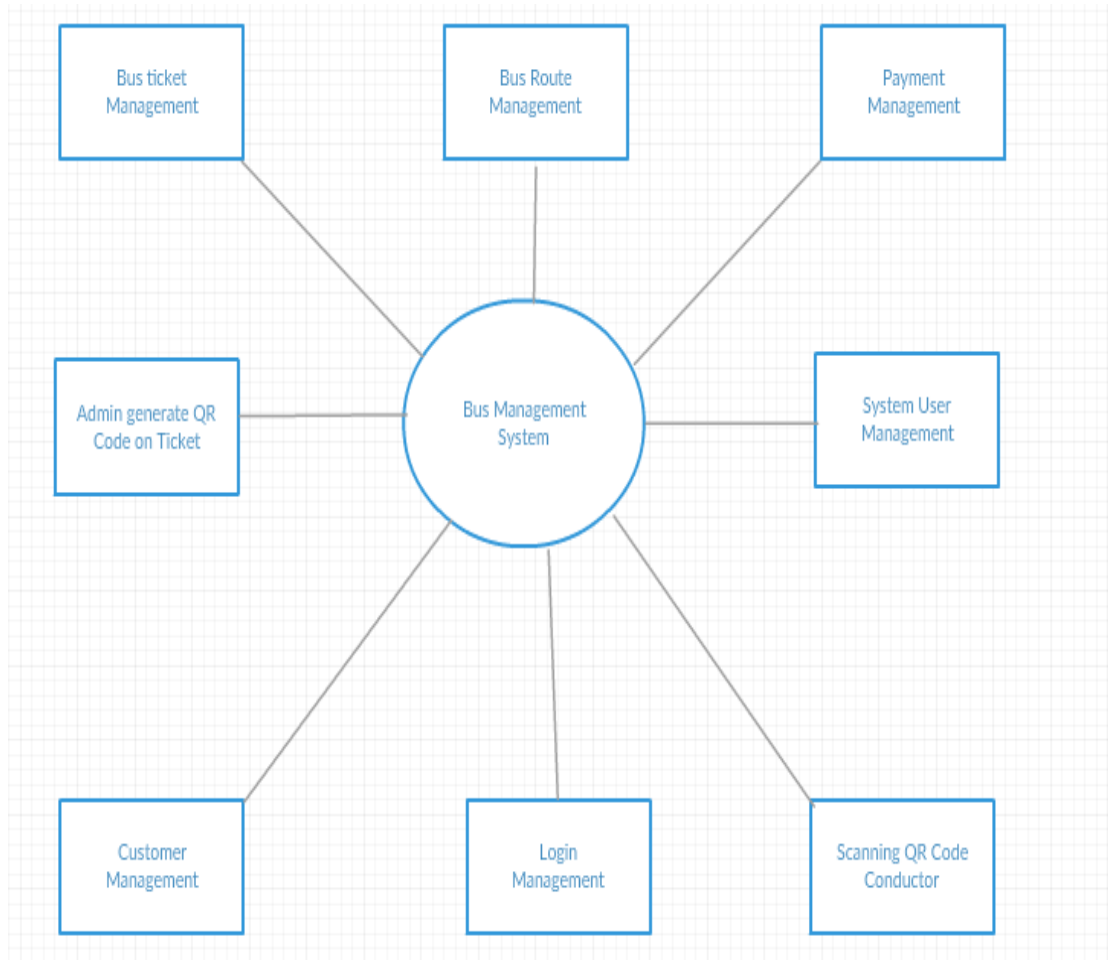 Bus ticket
Management
Bus Route
Management
Payment
Management
Admin generate QR
Code on Ticket
Bus Management
System
System User
Management
Customer
Management
Login
Management
Scanning QR Code
Conductor